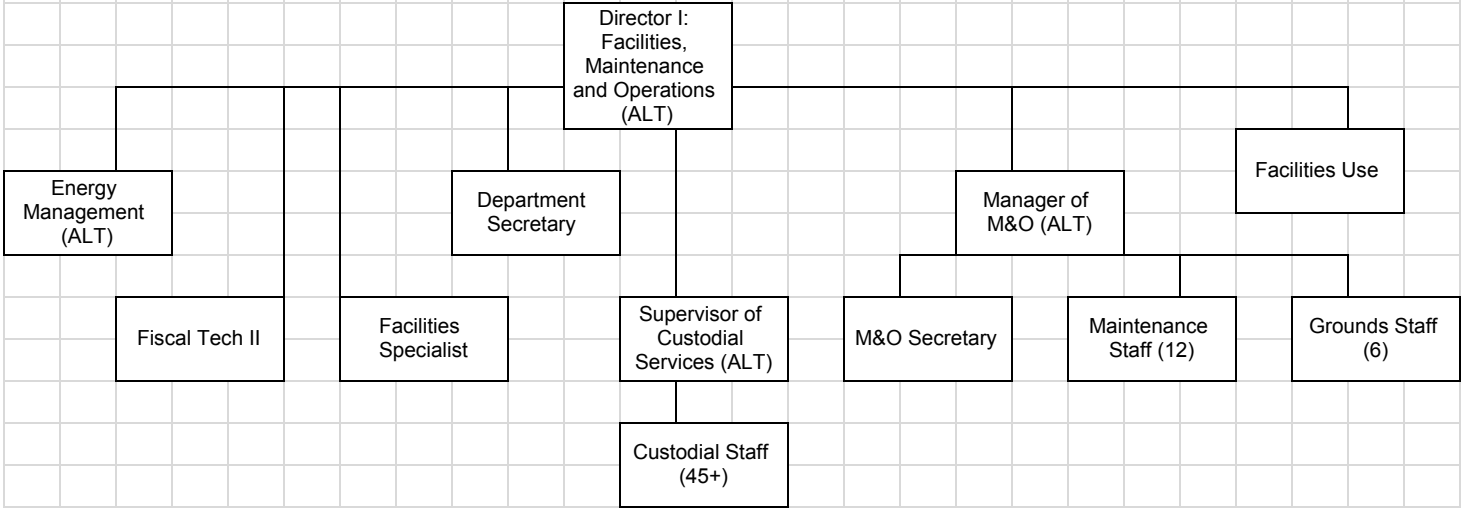 Director I:
Facilities,
Maintenance
and Operations
(ALT)
Facilities Use
Energy
Management
(ALT)
Department
Secretary
Manager of
M&O (ALT)
Fiscal Tech II
Facilities
Specialist
Supervisor of
Custodial
Services (ALT)
M&O Secretary
Maintenance
Staff (12)
Grounds Staff
(6)
Custodial Staff
(45+)